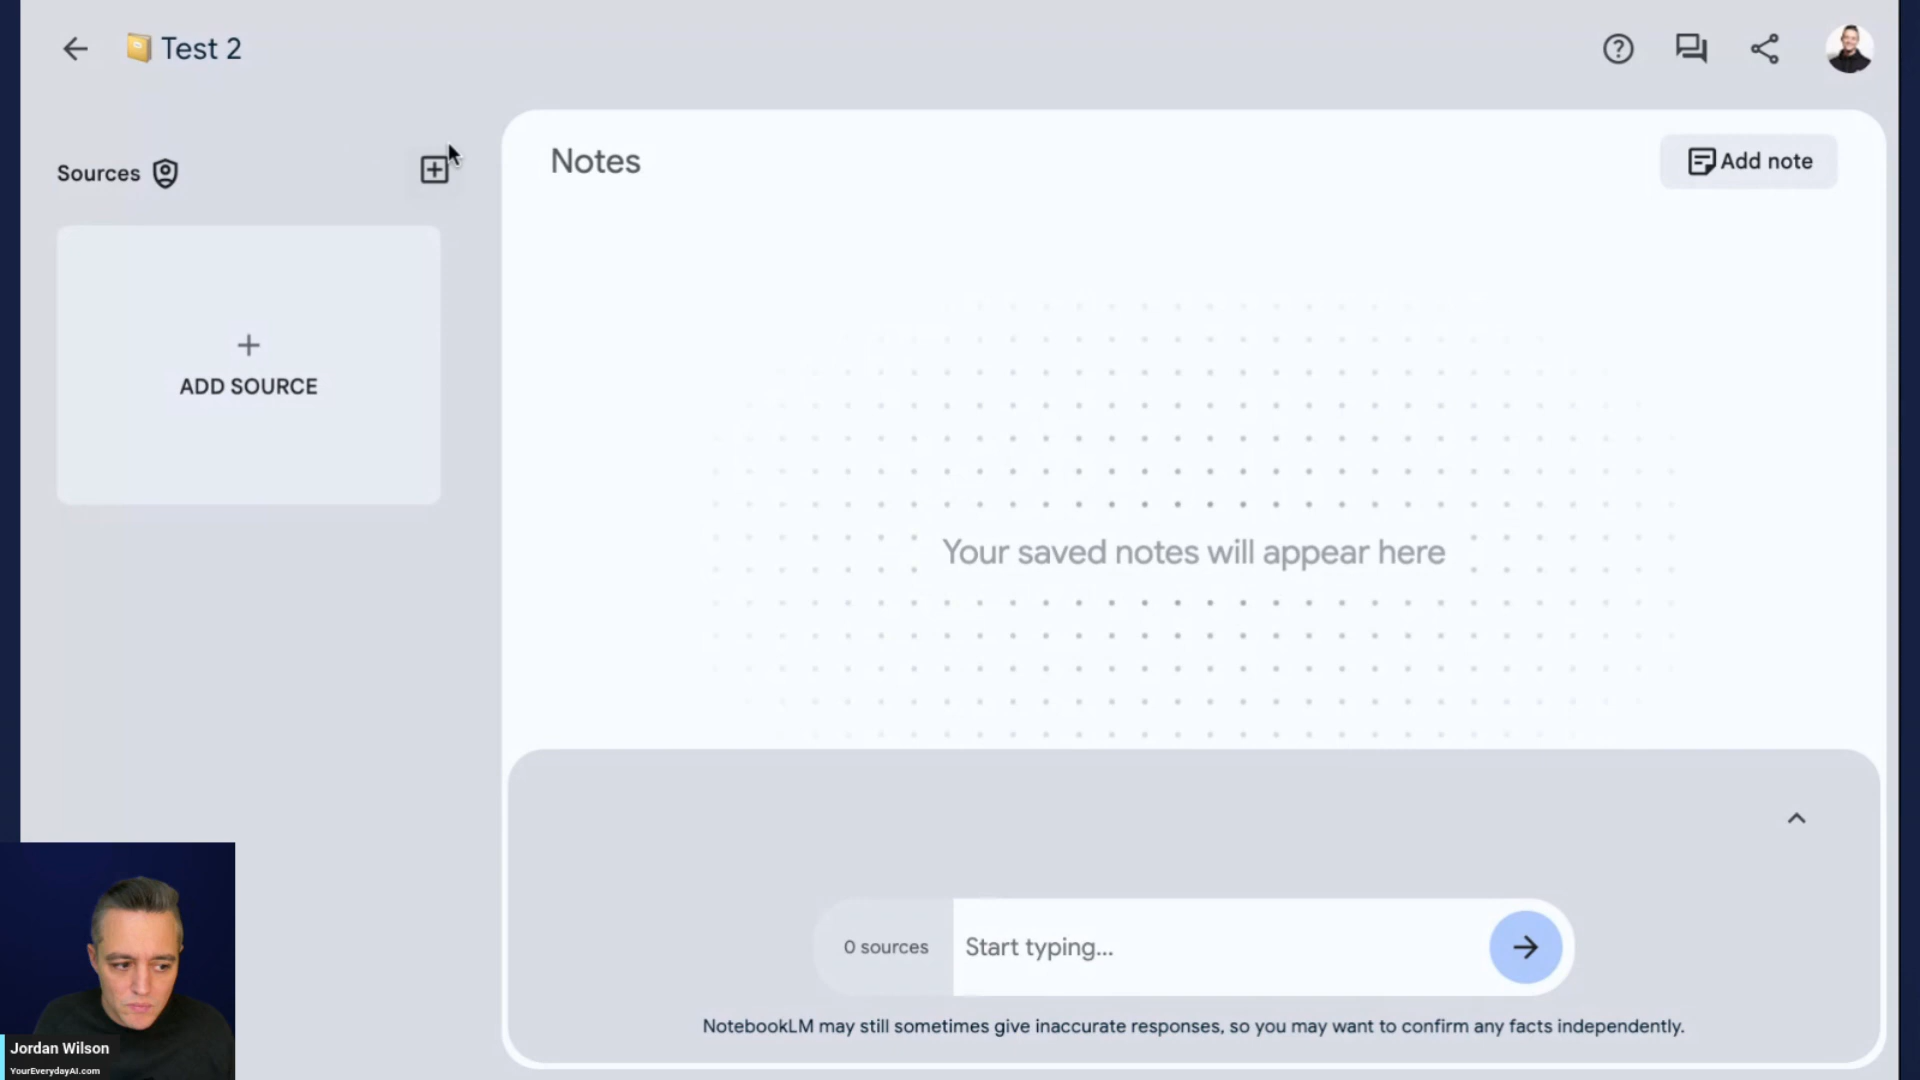 Test 2
Sources
Notes
Add note
ADD SOURCE
Your saved notes will appear here
0 sources
Start typing...
NotebookLM may still sometimes give inaccurate responses, so you may want to confirm any facts independently.
Jordan Wilson
YourEverydayAI.com